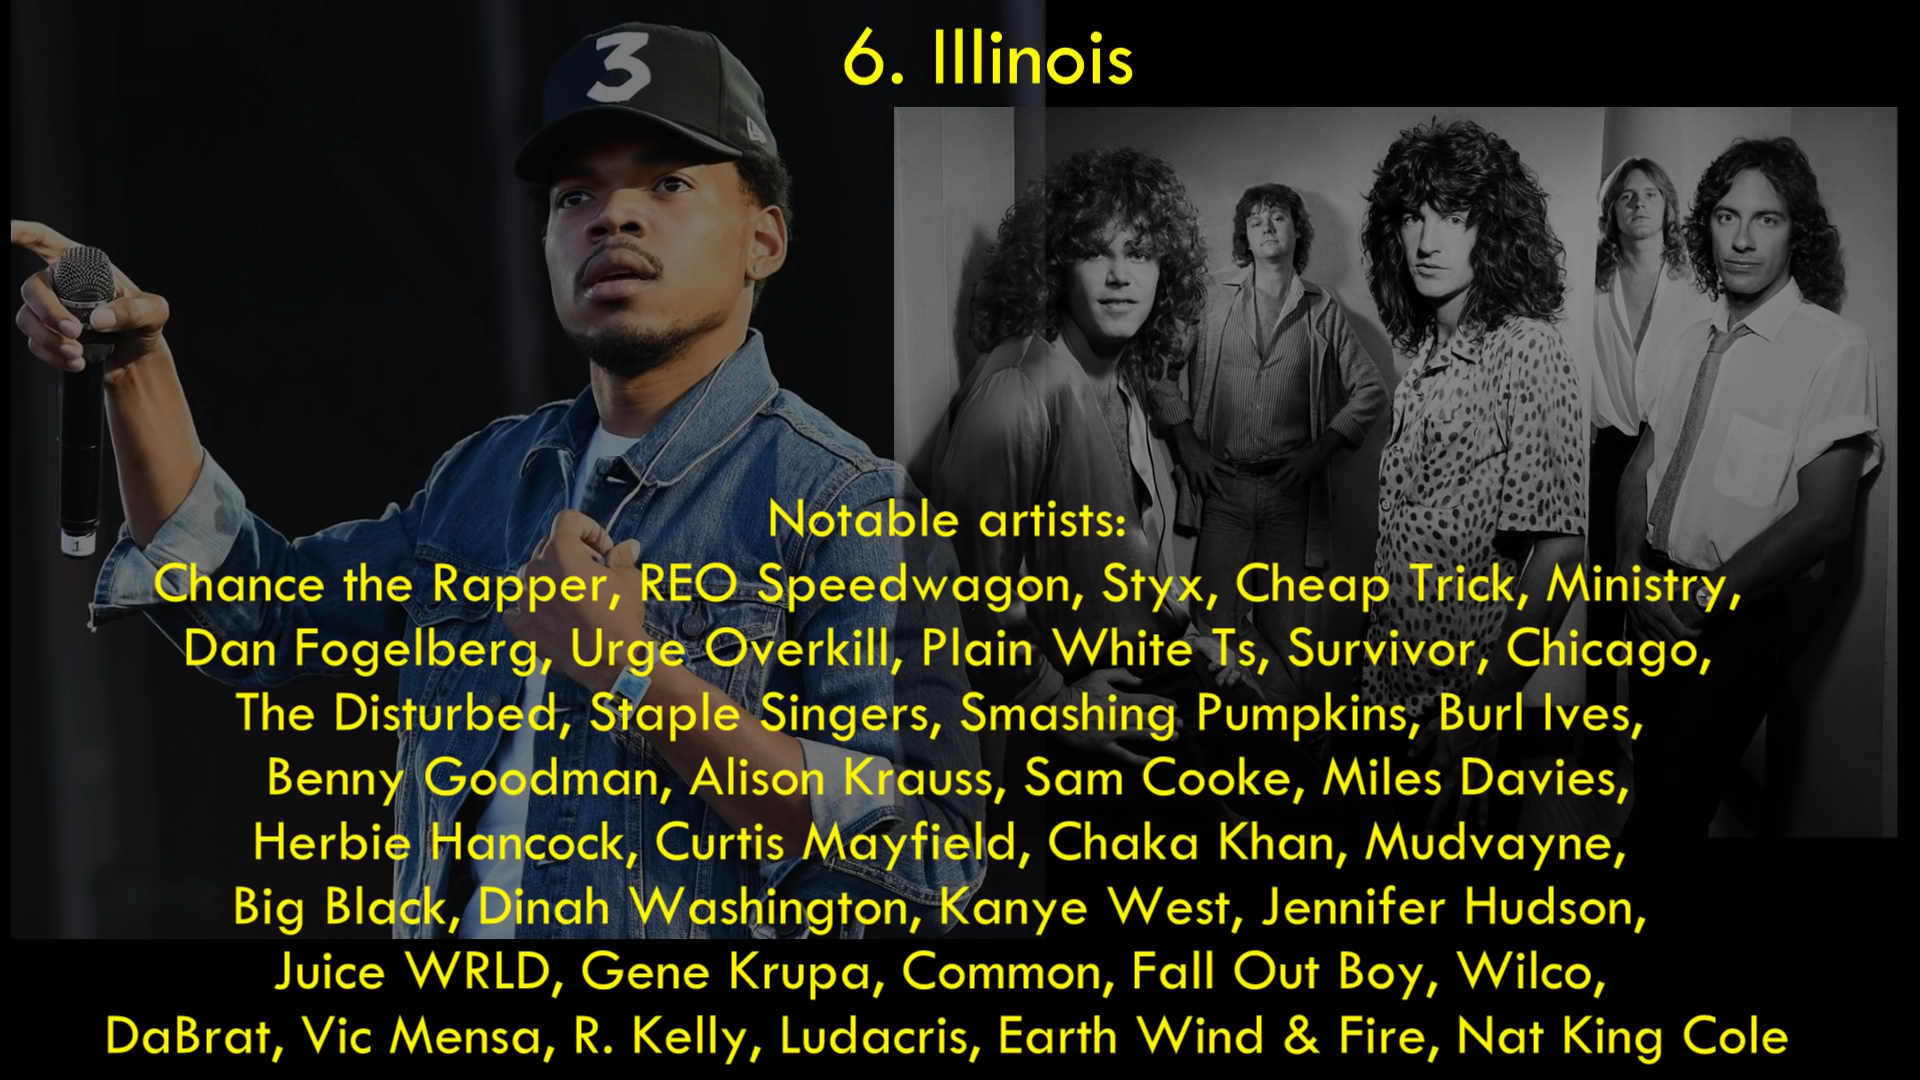 3
6. Illinois
1
Notable artists:
Chance the Rapper, REO Speedwagon, Styx, Cheap Trick, Ministry,
Dan Fogelberg, Urge Overkill, Plain White Ts, Survivor, Chicago,
The Disturbed, Staple Singers, Smashing Pumpkins, Burl Ives,
Benny Goodman, Alison Krauss, Sam Cooke, Miles Davies,
Herbie Hancock, Curtis Mayfield, Chaka Khan, Mudvayne,
Big Black, Dinah Washington, Kanye West, Jennifer Hudson,
Juice WRLD, Gene Krupa, Common, Fall Out Boy, Wilco,
DaBrat, Vic Mensa, R. Kelly, Ludacris, Earth Wind & Fire, Nat King Cole